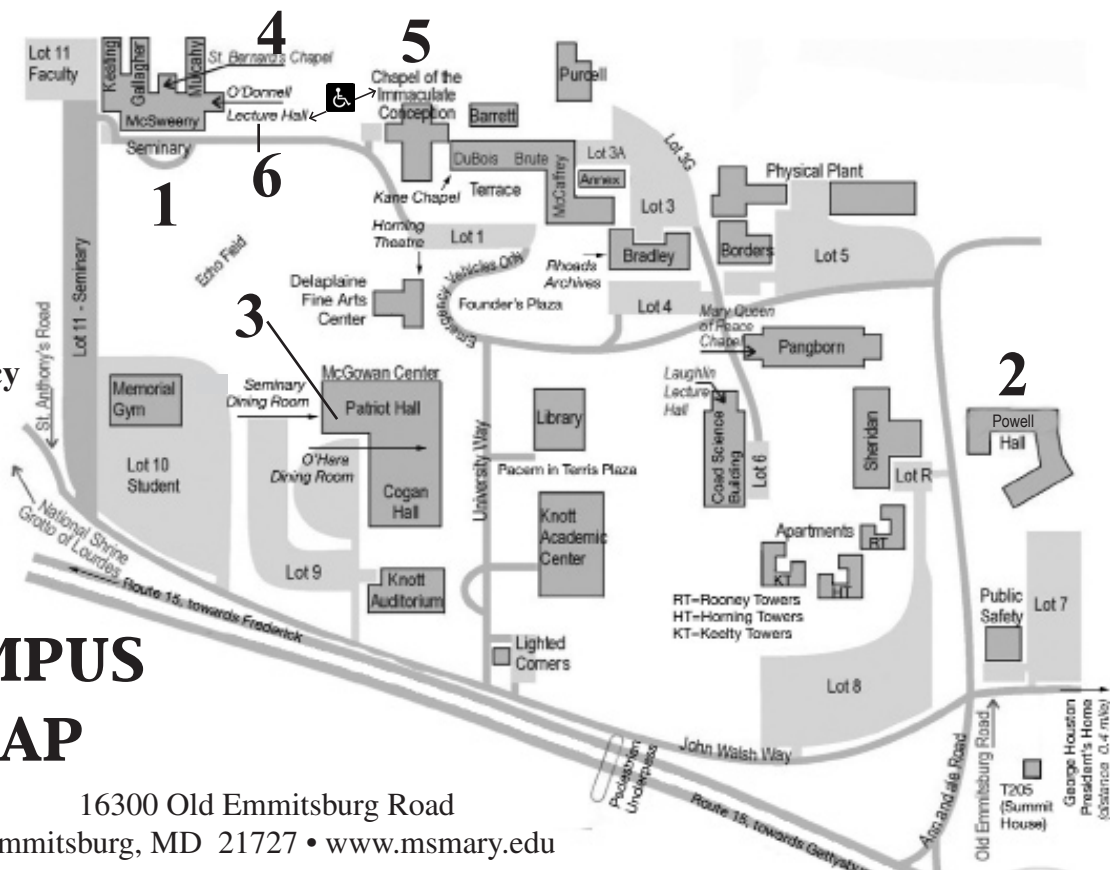 4
5
Lot 11
Faculty
Keating
Gallagher
Mulcahy
St. Bernard's Chapel
O'Donnell
Lecture Hall
McSweeny
Seminary
1
6
Chapel of the
Immaculate
Conception
Barrett
Purcell
DuBois
Brute
McCaffrey
Lot 3A
Annex
Lot 3G
Kane Chapel
Terrace
Lot 3
Physical Plant
Horning
Theatre
Lot 1
Bradley
Borders
Lot 5
Echo Field
Rhoads
Archives
Emergency Vehicles Only
Delaplaine
Fine Arts
Center
Founder's Plaza
Lot 4
Mary Queen
of Peace
Chapel
Pangborn
3
Lot 11 - Seminary
St. Anthony's Road
ey
Memorial
Gym
Seminary
Dining Room
McGowan Center
Patriot Hall
Library
Laughlin
Lecture
Hall
2
Powell
Hall
Lot 10
Student
O'Hara
Dining Room
Cogan
Hall
University Way
Pacem in Terris Plaza
Coad Science
Building
Lot 6
Sheridan
Lot R
National Shrine
Grotto of Lourdes
Knott
Academic
Center
Apartments
RT
KT
HT
Lot 9
Knott
Auditorium
RT=Rooney Towers
HT=Horning Towers
KT=Keelty Towers
Public
Safety
Lot 7
Route 15, towards Frederick
Lighted
Corners
Lot 8
MPUS
AP
Pedestrian
Underpass
John Walsh Way
Route 15, towards Gettysbu
Annandale Road
Old Emmitsburg Road
T205
(Summit
House)
George Houston
President's Home
(distance 0.4 mile)
16300 Old Emmitsburg Road
mmitsburg, MD 21727 • www.msmary.edu